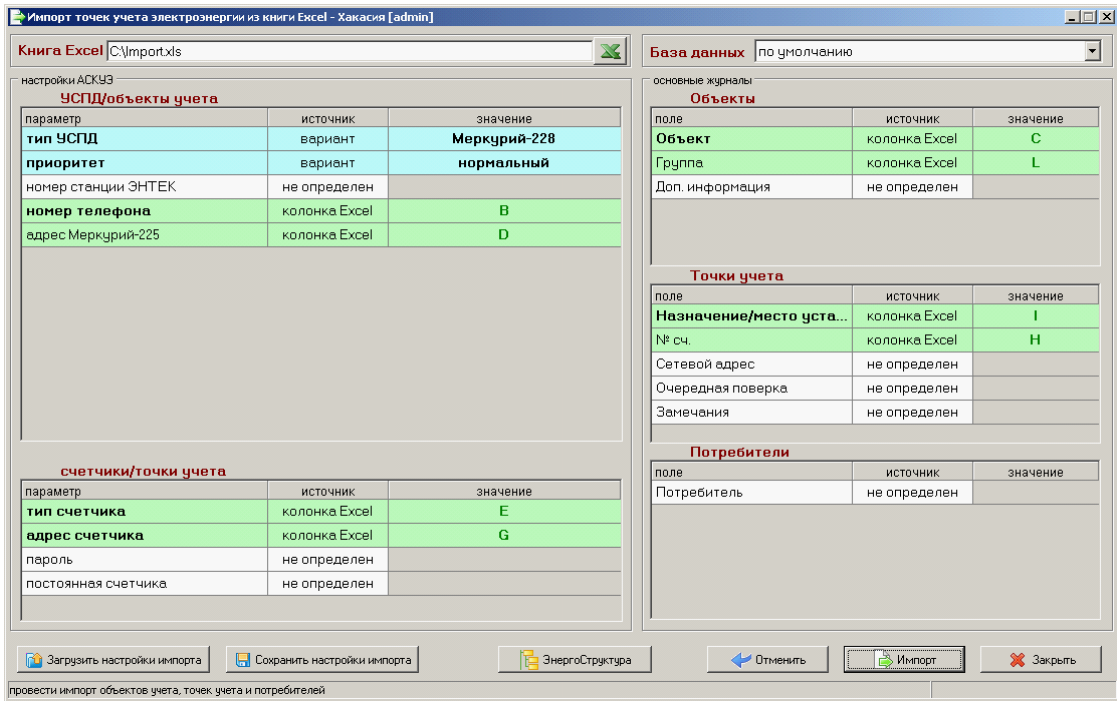 Импорт точек учета электроэнергии из книги Excel - Хакасия [admin]
Книга Excel C:\Import.xls
База данных по умолчанию
настройки АСКУЭ
УСПД/объекты учета
параметр источник значение
тип УСПД вариант Меркурий-228
приоритет вариант нормальный
номер станции ЭНТЕК не определен
номер телефона колонка Excel B
адрес Меркурий-225 колонка Excel D
счетчики/точки учета
параметр источник значение
тип счетчика колонка Excel E
адрес счетчика колонка Excel G
пароль не определен
постоянная счетчика не определен
основные журналы
Объекты
поле источник значение
Объект колонка Excel C
Группа колонка Excel L
Доп. информация не определен
Точки учета
поле источник значение
Назначение/место уста... колонка Excel I
№ сч. колонка Excel H
Сетевой адрес не определен
Очередная поверка не определен
Замечания не определен
Потребители
поле источник значение
Потребитель не определен
Загрузить настройки импорта Сохранить настройки импорта ЭнергоСтруктура Отменить Импорт Закрыть
провести импорт объектов учета, точек учета и потребителей